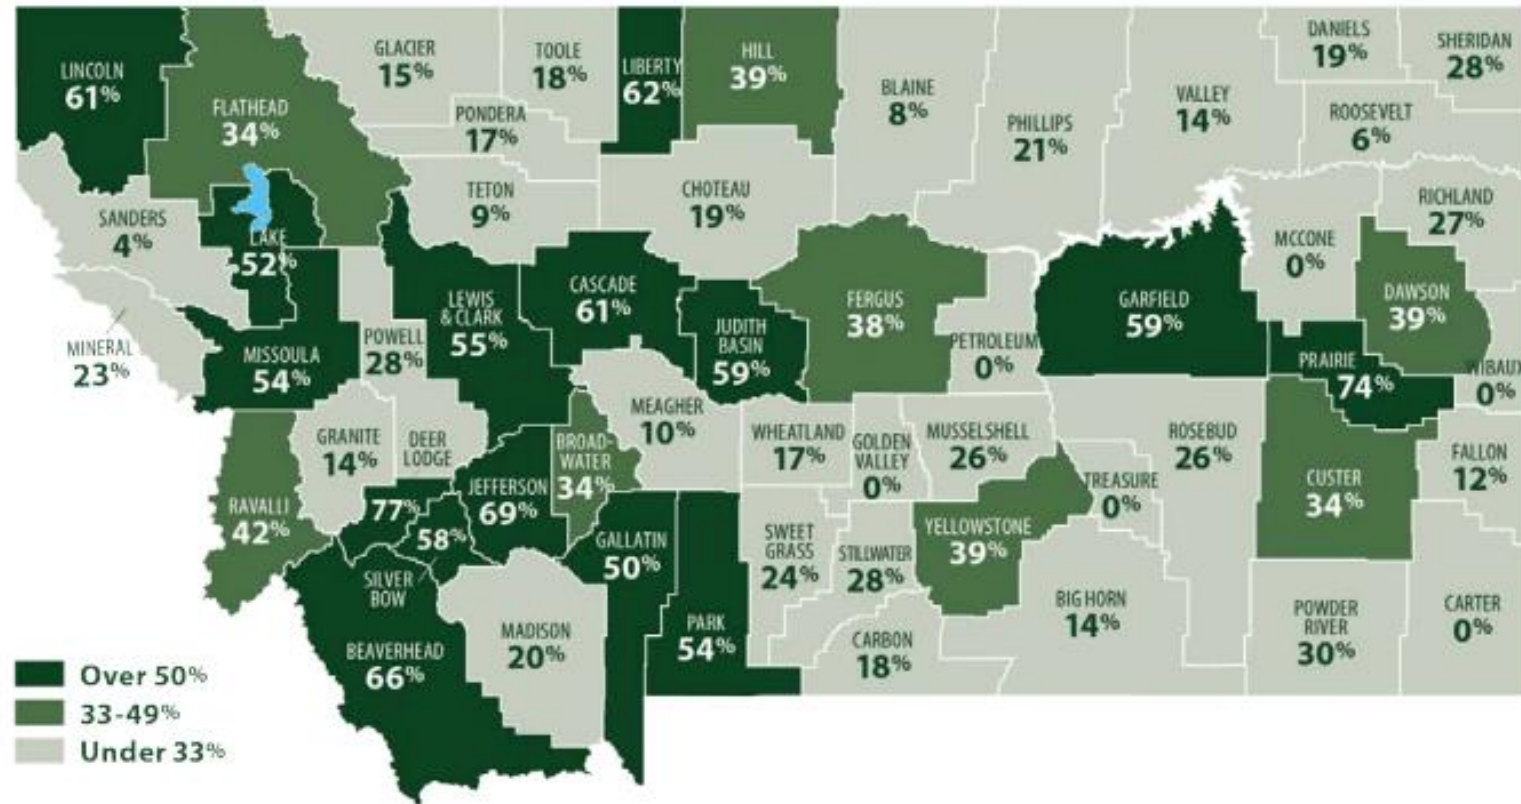 LINCOLN
61%
FLATHEAD
34%
GLACIER
15%
TOOLE
18%
LIBERTY
62%
HILL
39%
BLAINE
8%
PHILLIPS
21%
VALLEY
14%
DANIELS
19%
SHERIDAN
28%
ROOSEVELT
6%
PONDERA
17%
TETON
9%
CHOTEAU
19%
SANDERS
4%
LAKE
52%
MCCONE
0%
RICHLAND
27%
MINERAL
23%
MISSOULA
54%
POWELL
28%
LEWIS
& CLARK
55%
CASCADE
61%
JUDITH
BASIN
59%
FERGUS
38%
PETROLEUM
0%
GARFIELD
59%
DAWSON
39%
PRAIRIE
74%
WIBAUX
0%
RAVALLI
42%
GRANITE
14%
DEER
LODGE
77%
JEFFERSON
69%
BROAD-
WATER
34%
MEAGHER
10%
WHEATLAND
17%
GOLDEN
VALLEY
0%
MUSSELSHELL
26%
TREASURE
0%
ROSEBUD
26%
CUSTER
34%
FALLON
12%
58%
SILVER
BOW
GALLATIN
50%
SWEET
GRASS
24%
STILLWATER
28%
YELLOWSTONE
39%
BEAVERHEAD
66%
MADISON
20%
PARK
54%
CARBON
18%
BIG HORN
14%
POWDER
RIVER
30%
CARTER
0%
Over 50%
33-49%
Under 33%